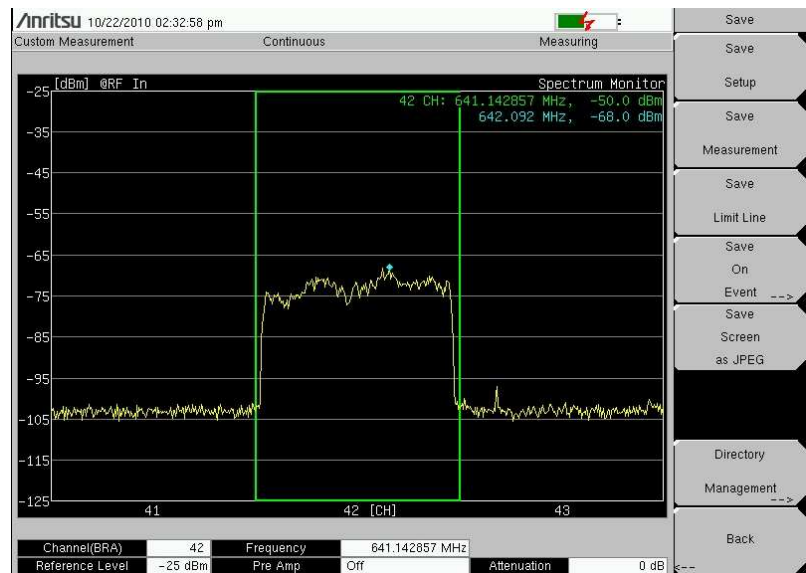 Anritsu 10/22/2010 02:32:58 pm
Custom Measurement Continuous Measuring
[dBm] @RF In Spectrum Monitor
42 CH: 641.142857 MHz, -50.0 dBm
642.092 MHz, -68.0 dBm
-25
-35
-45
-55
-65
-75
-85
-95
-105
-115
-125
41 42 [CH] 43
Channel(BRA) 42 Frequency 641.142857 MHz
Reference Level -25 dBm Pre Amp Off Attenuation 0 dB
Save
Save
Setup
Save
Measurement
Save
Limit Line
Save
On
Event -->
Save
Screen
as JPEG
Directory
Management -->
Back
<--